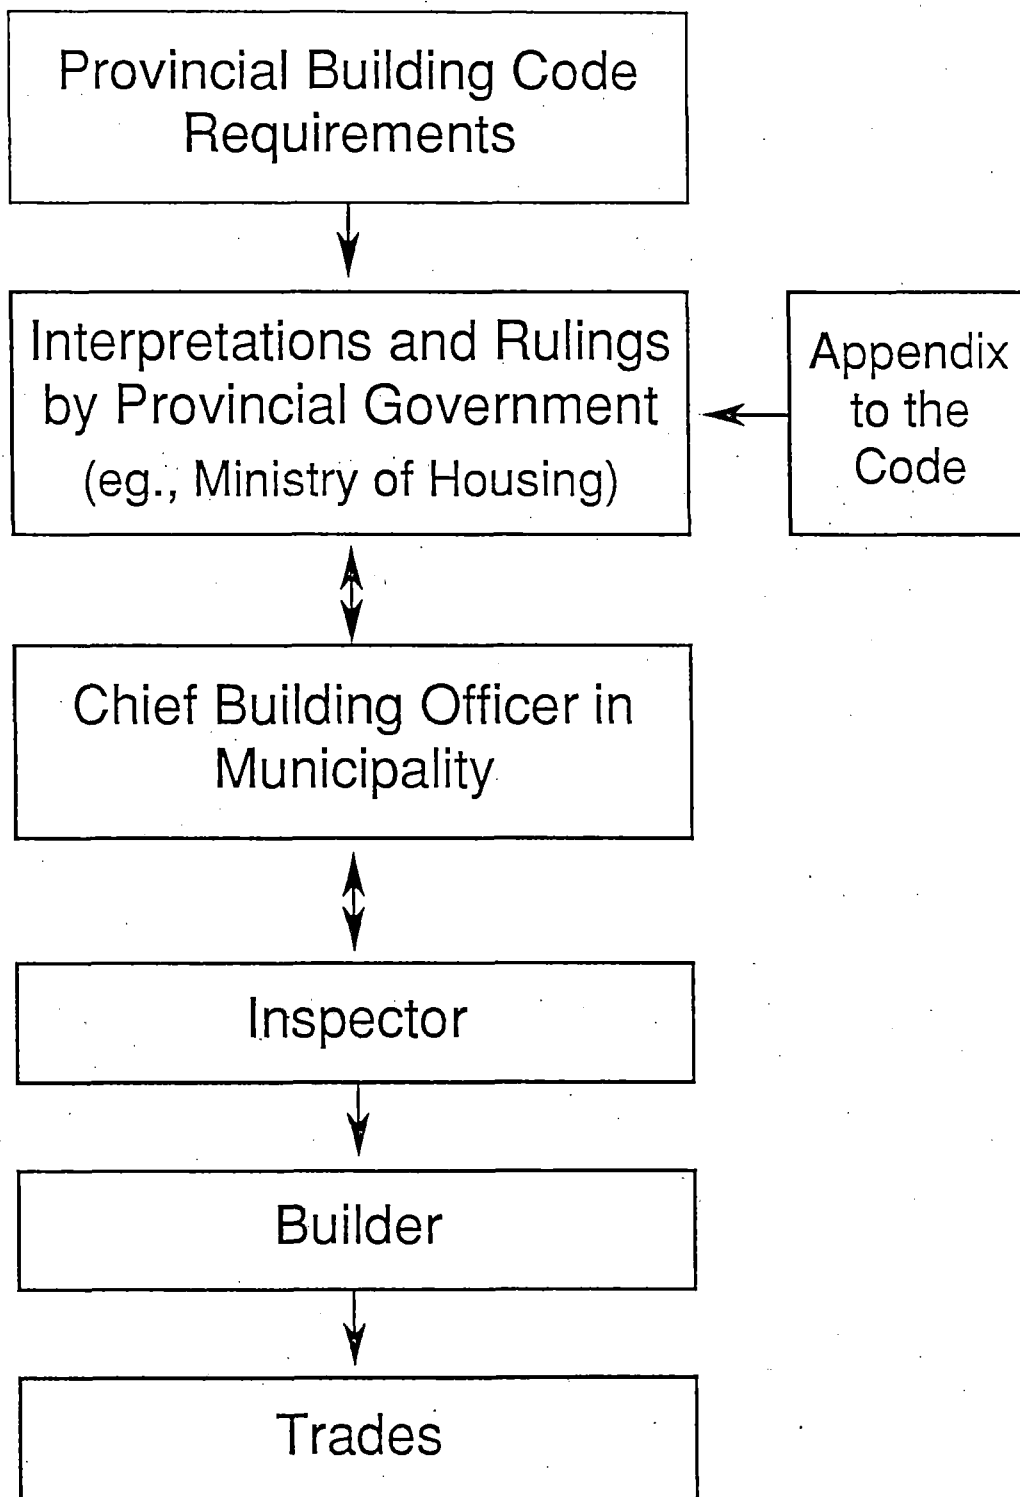 Provincial Building Code
Requirements
Interpretations and Rulings
by Provincial Government
(eg., Ministry of Housing)
Appendix
to the
Code
Chief Building Officer in
Municipality
Inspector
Builder
Trades